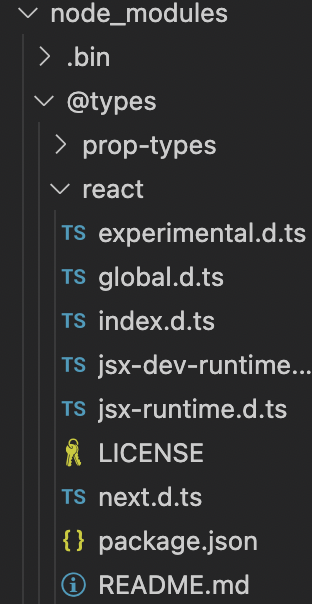 node_modules
.bin
@types
prop-types
react
TS experimental.d.ts
TS global.d.ts
TS index.d.ts
TS jsx-dev-runtime...
TS jsx-runtime.d.ts
LICENSE
TS next.d.ts
{} package.json
README.md